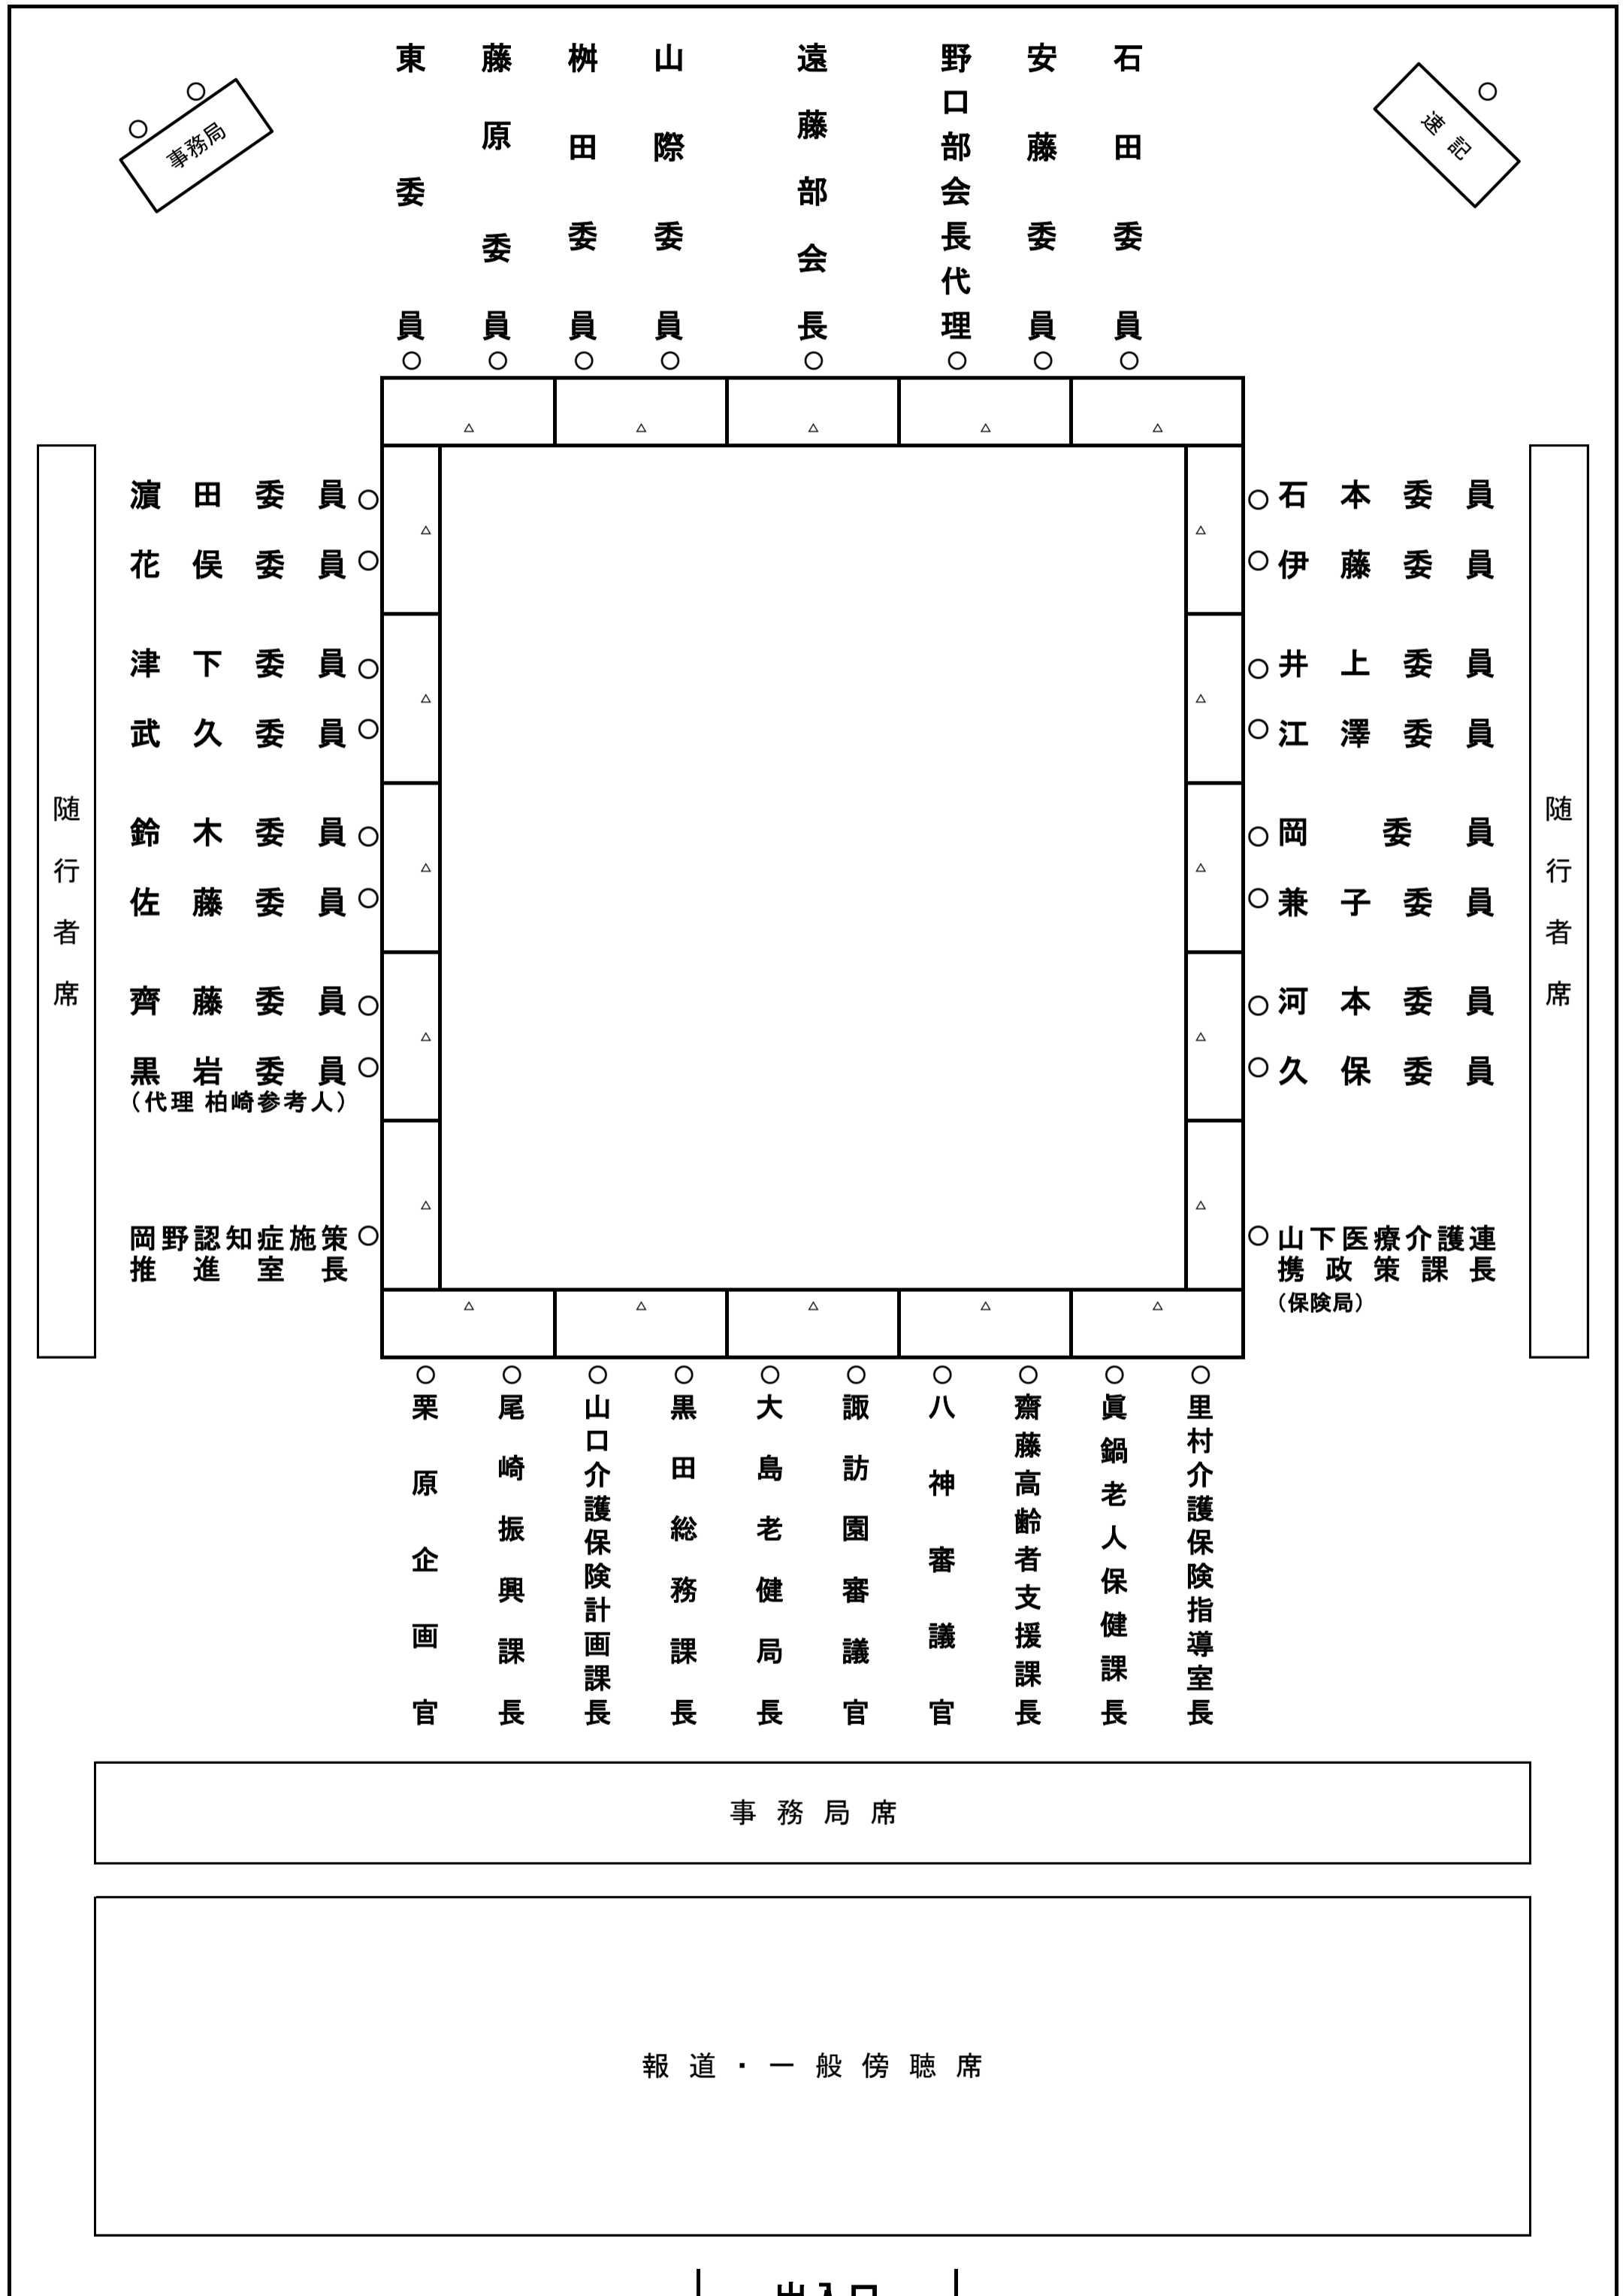 事務局
速記
東委員
藤原委員
桝田委員
山際委員
遠藤部会長
野口部会長代理
安藤委員
石田委員
随行者席
濵田委員
花俣委員
津下委員
武久委員
鈴木委員
佐藤委員
齊藤委員
黒岩委員
（代理 柏崎参考人）
岡野認知症施策
推進室長
石本委員
伊藤委員
井上委員
江澤委員
岡委員
兼子委員
河本委員
久保委員
山下医療介護連
携政策課長
（保険局）
随行者席
栗原企画官
尾崎振興課長
山口介護保険計画課長
黒田総務課長
大島老健局長
諏訪園審議官
八神審議官
齋藤高齢者支援課長
眞鍋老人保健課長
里村介護保険指導室長
事務局席
報道・一般傍聴席
出入口